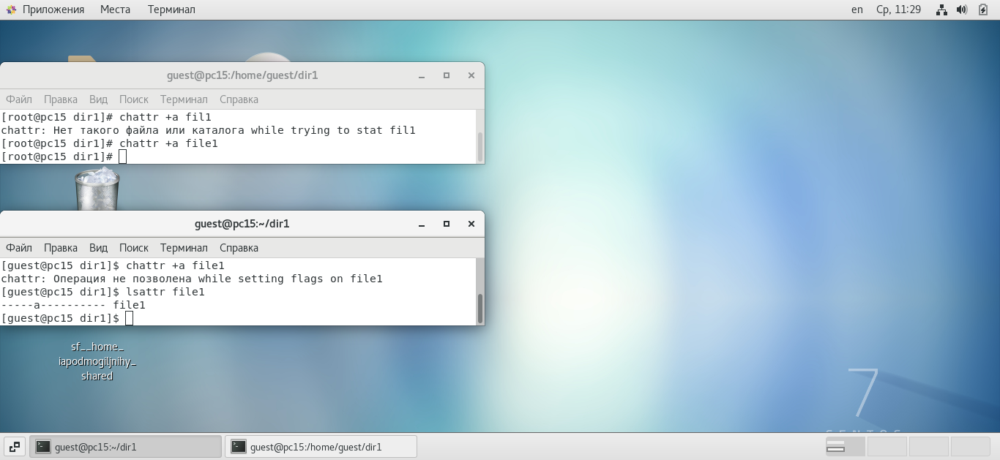 Приложения Места Терминал en Ср, 11:29
guest@pc15:/home/guest/dir1
Файл Правка Вид Поиск Терминал Справка
[root@pc15 dir1]# chattr +a fil1
chattr: Нет такого файла или каталога while trying to stat fil1
[root@pc15 dir1]# chattr +a file1
[root@pc15 dir1]#
guest@pc15:~/dir1
Файл Правка Вид Поиск Терминал Справка
[guest@pc15 dir1]$ chattr +a file1
chattr: Операция не позволена while setting flags on file1
[guest@pc15 dir1]$ lsattr file1
-----a---------- file1
[guest@pc15 dir1]$
sf__home_
iapodmogiljnihy_
shared
7
CENTOS
guest@pc15:~/dir1 guest@pc15:/home/guest/dir1